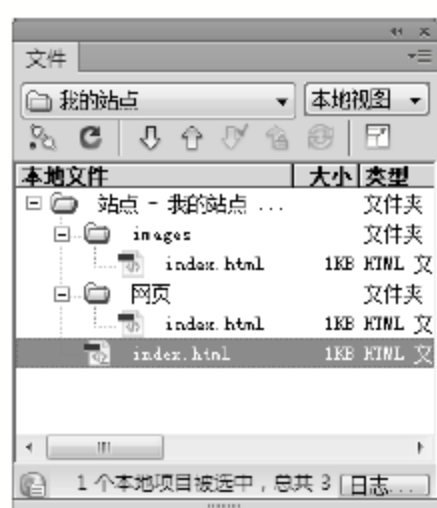 文件
我的站点 本地视图
本地文件 大小 类型
站点 - 我的站点 ... 文件夹
images 文件夹
index.html 1KB HTML 文
网页 文件夹
index.html 1KB HTML 文
index.html 1KB HTML 文
1 个本地项目被选中，总共 3 日志...